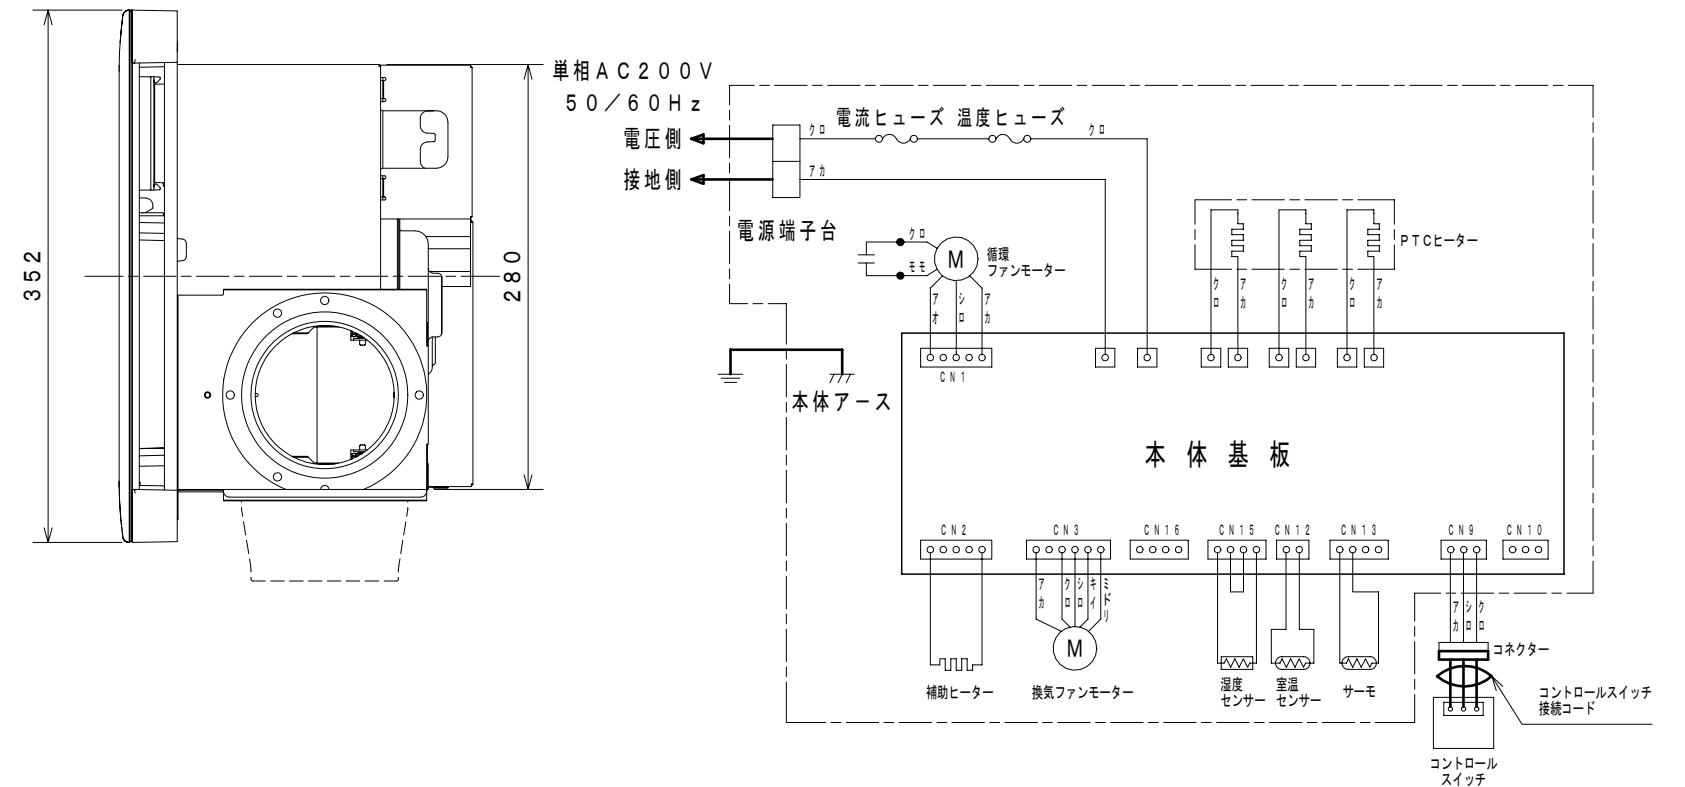 352
280
単相AC200V
50/60Hz
電圧側
接地側
電流ヒューズ 温度ヒューズ
クロ
クロ
アカ
電源端子台
クロ
モモ
M
循環
ファンモーター
アオ
シロ
アカ
PTCヒーター
クロ
アカ
クロ
アカ
クロ
アカ
CN1
本体アース
本体基板
CN2
CN3
CN16
CN15
CN12
CN13
CN9
CN10
アカ
クロ
シロ
キイ
ミドリ
M
アカ
シロ
クロ
補助ヒーター
換気ファンモーター
湿度
センサー
室温
センサー
サーモ
コネクター
コントロールスイッチ
接続コード
コントロール
スイッチ